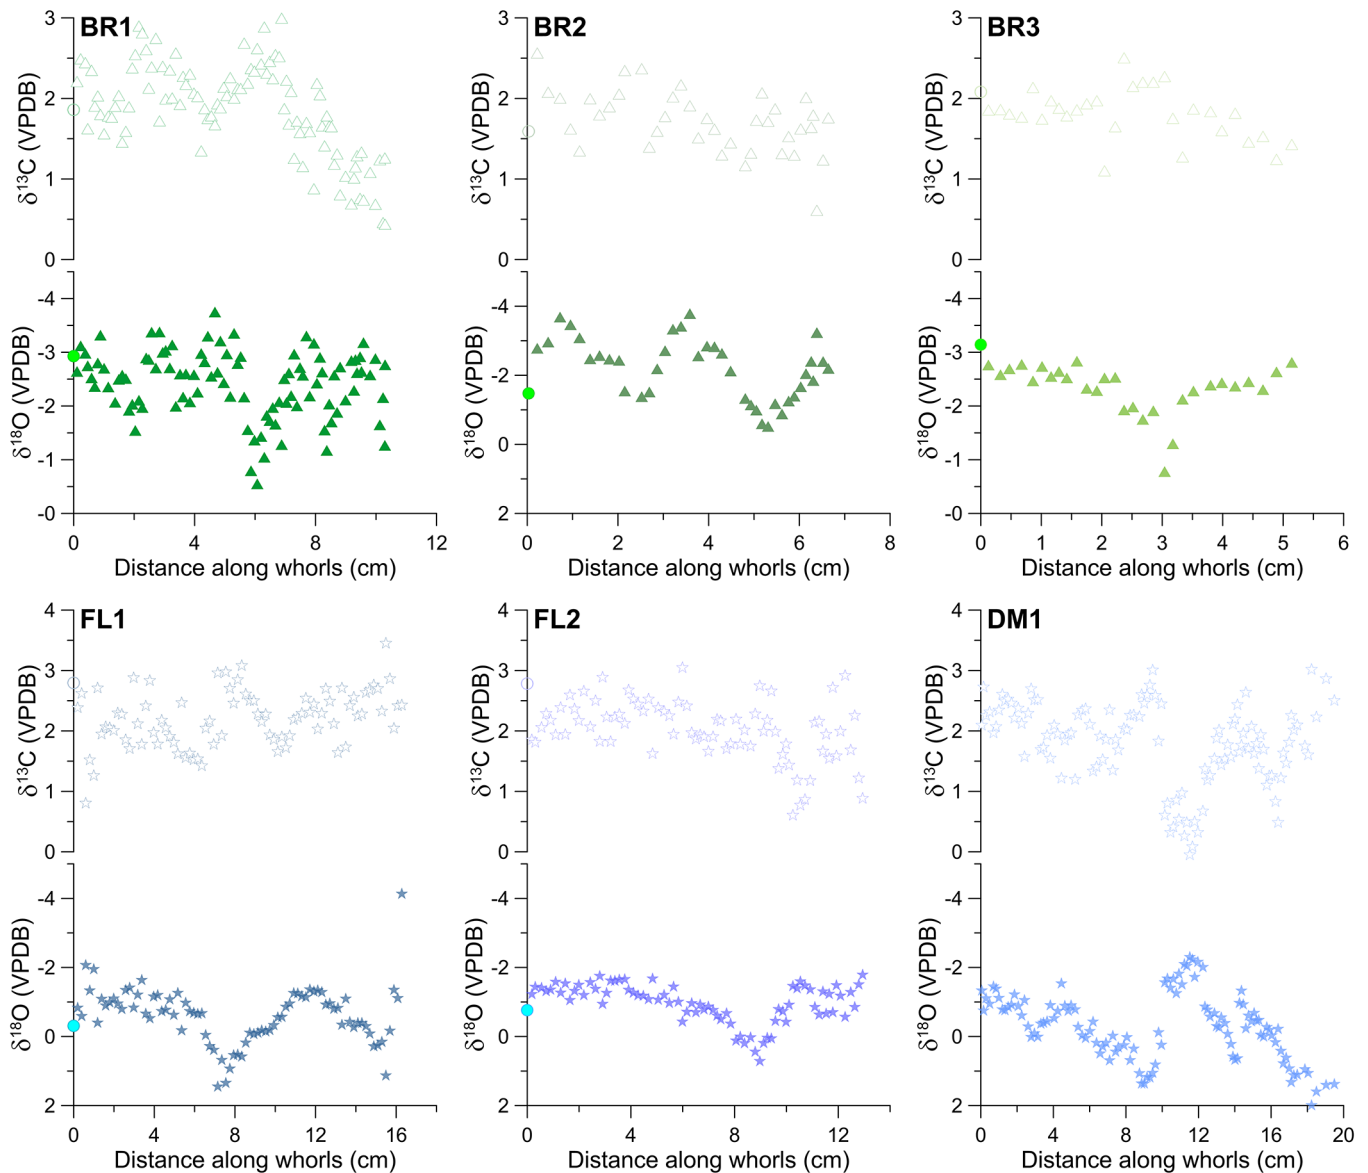 BR1
3
2
1
0
δ13C (VPDB)
-4
-3
-2
-1
-0
δ18O (VPDB)
0 4 8 12
Distance along whorls (cm)
BR2
3
2
1
0
δ13C (VPDB)
-4
-2
0
2
δ18O (VPDB)
0 2 4 6 8
Distance along whorls (cm)
BR3
3
2
1
0
δ13C (VPDB)
-4
-3
-2
-1
-0
δ18O (VPDB)
0 1 2 3 4 5 6
Distance along whorls (cm)
FL1
4
3
2
1
0
δ13C (VPDB)
-4
-2
0
2
δ18O (VPDB)
0 4 8 12 16
Distance along whorls (cm)
FL2
4
3
2
1
0
δ13C (VPDB)
-4
-2
0
2
δ18O (VPDB)
0 4 8 12
Distance along whorls (cm)
DM1
4
3
2
1
0
δ13C (VPDB)
-4
-2
0
2
δ18O (VPDB)
0 4 8 12 16 20
Distance along whorls (cm)